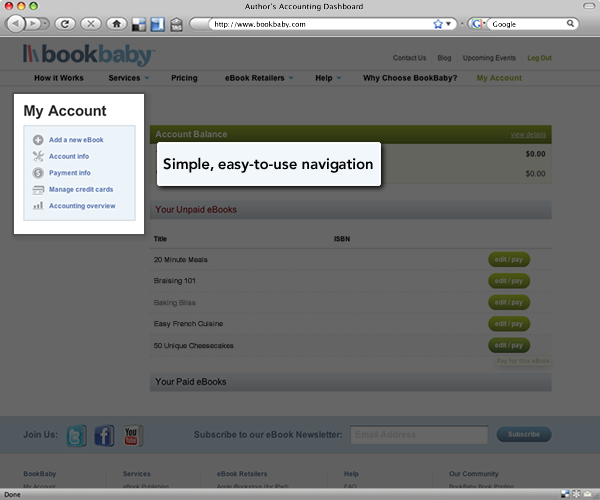 Author's Accounting Dashboard
http://www.bookbaby.com
Google
bookbaby
Contact Us Blog Upcoming Events Log Out
How it Works Services Pricing eBook Retailers Help Why Choose BookBaby? My Account
My Account
Add a new eBook
Account info
Payment info
Manage credit cards
Accounting overview
Account Balance view details
Simple, easy-to-use navigation
$0.00
$0.00
Your Unpaid eBooks
Title ISBN
20 Minute Meals edit / pay
Braising 101 edit / pay
Baking Bliss edit / pay
Easy French Cuisine edit / pay
50 Unique Cheesecakes edit / pay
Pay for this eBook
Your Paid eBooks
Join Us: You Tube Subscribe to our eBook Newsletter: Email Address Subscribe
BookBaby Services eBook Retailers Help Our Community
My Account eBook Publishing Apple iBookstore (for iPad) FAQ BookBaby Book Printing
Done